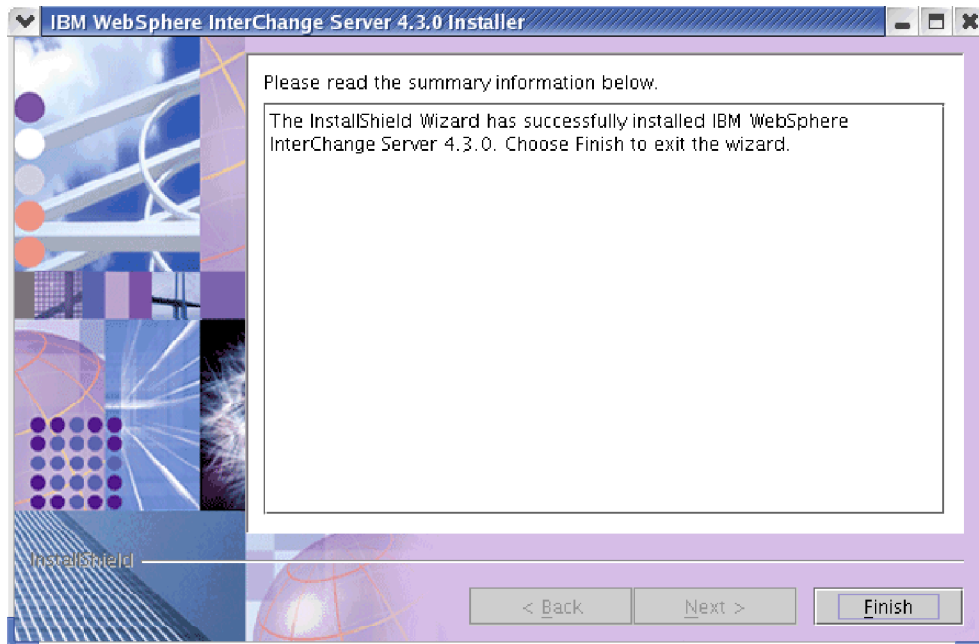 IBM WebSphere InterChange Server 4.3.0 Installer
Please read the summary information below.
The InstallShield Wizard has successfully installed IBM WebSphere
InterChange Server 4.3.0. Choose Finish to exit the wizard.
InstallShield
< Back
Next >
Finish